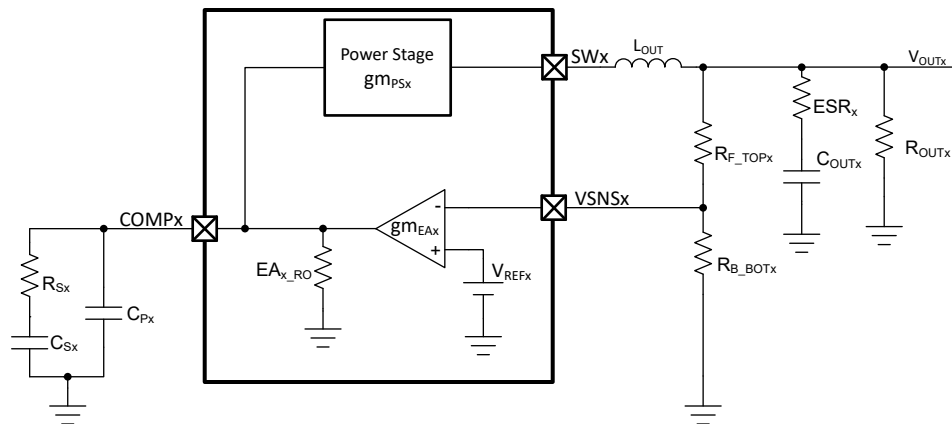 Power Stage
gmPSx
SWx
LOUT
VOUTx
ESRx
RF_TOPx
COUTx
ROUTx
COMPx
VSNSx
gmEAx
-
+
RSx
EAx_RO
VREFx
RB_BOTx
CPx
CSx